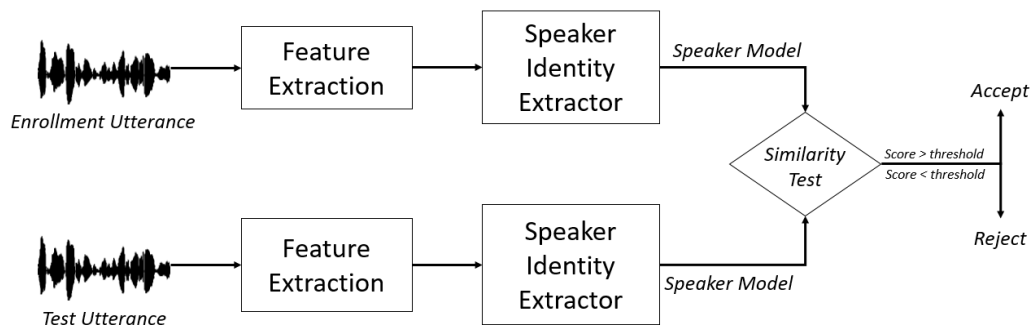 Enrollment Utterance
Feature
Extraction
Speaker
Identity
Extractor
Speaker Model
Similarity
Test
Score > threshold
Score < threshold
Accept
Reject
Test Utterance
Feature
Extraction
Speaker
Identity
Extractor
Speaker Model